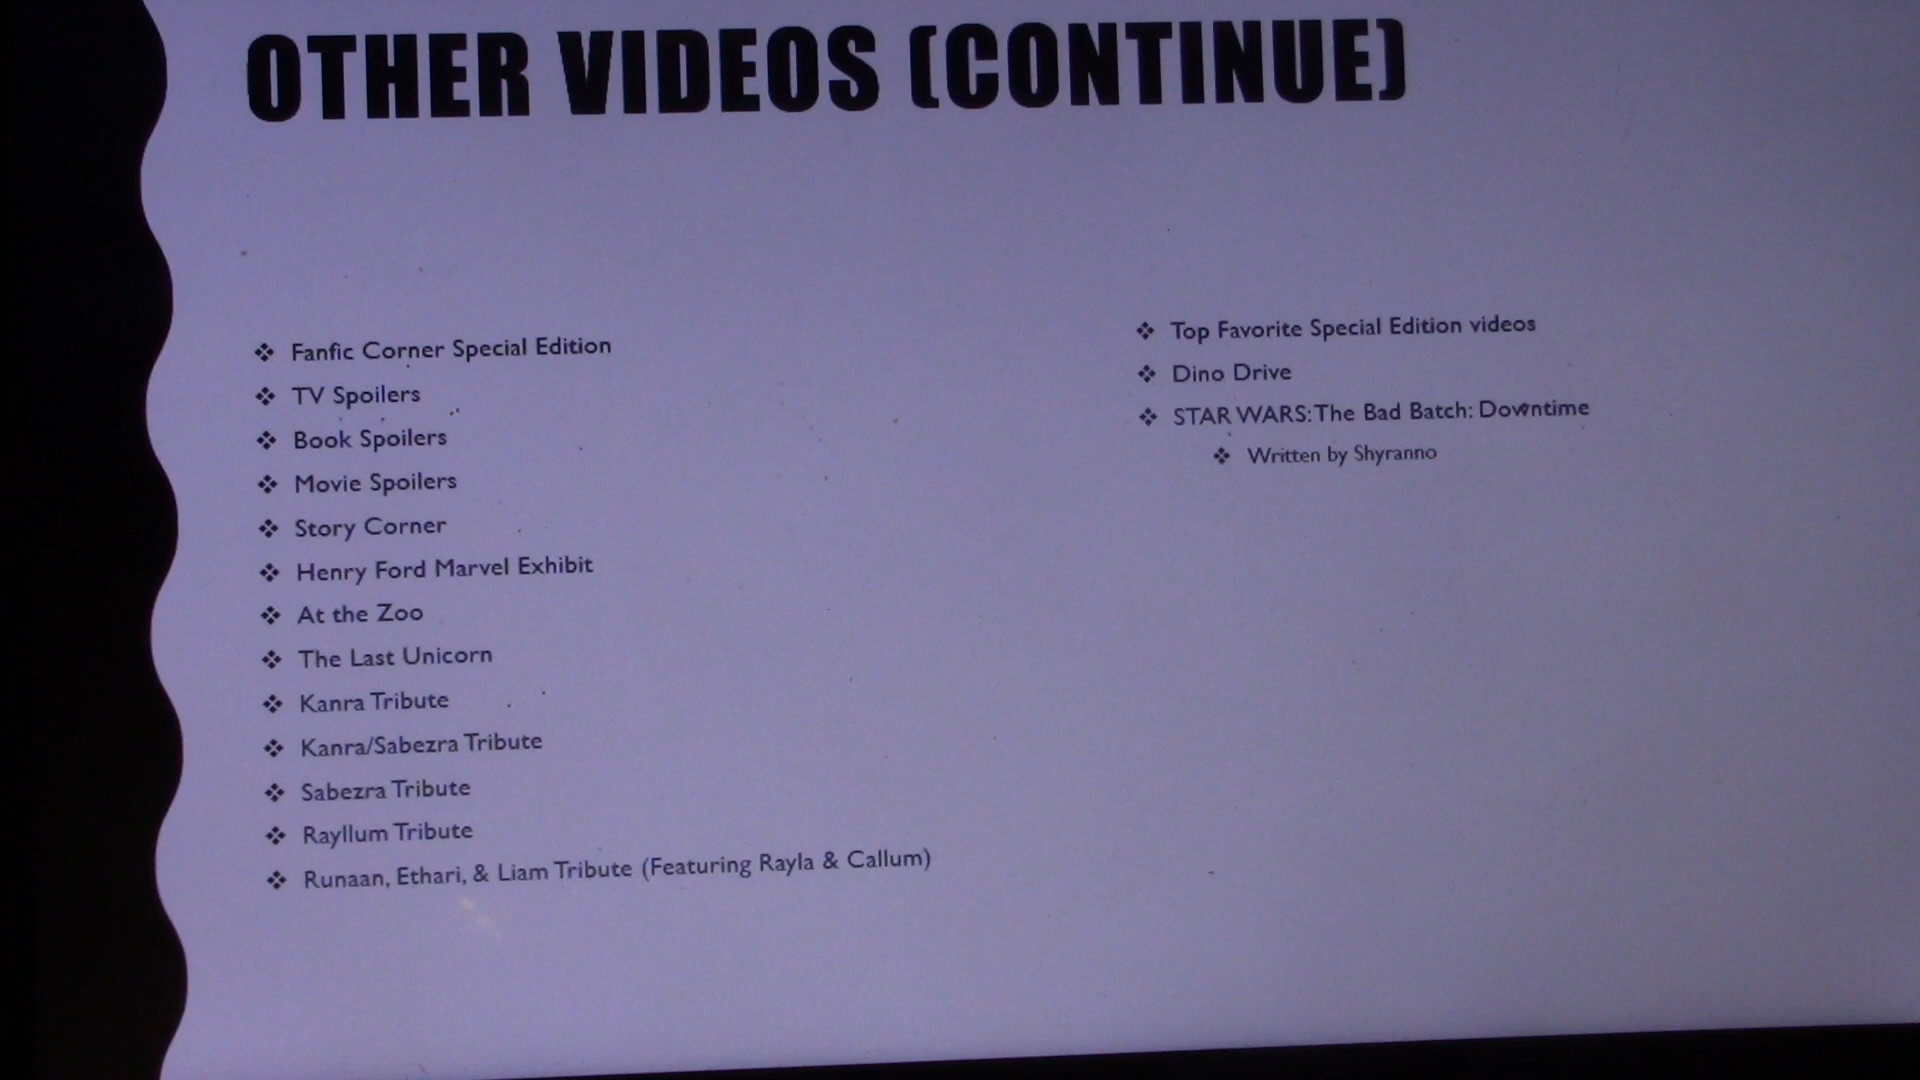 OTHER VIDEOS (CONTINUE)
Fanfic Corner Special Edition
TV Spoilers
Book Spoilers
Movie Spoilers
Story Corner
Henry Ford Marvel Exhibit
At the Zoo
The Last Unicorn
Kanra Tribute
Kanra/Sabezra Tribute
Sabezra Tribute
Rayllum Tribute
Runaan, Ethari, & Liam Tribute (Featuring Rayla & Callum)
Top Favorite Special Edition videos
Dino Drive
STAR WARS: The Bad Batch: Downtime
Written by Shyranno